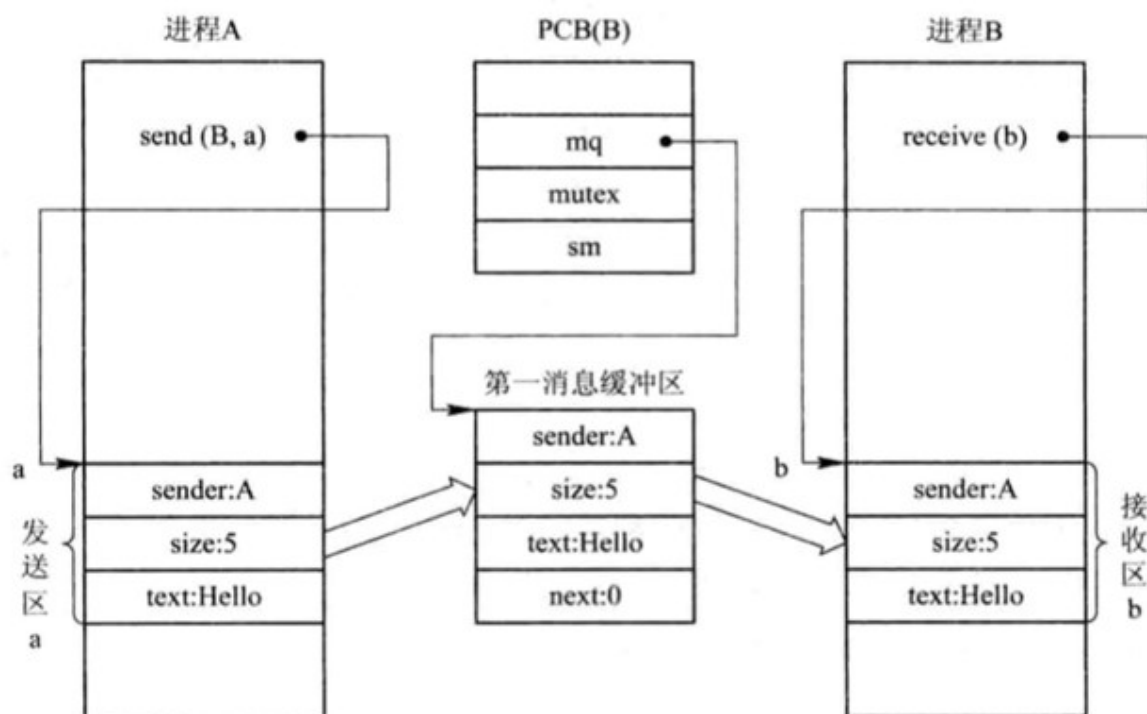 进程A
PCB(B)
进程B
send (B, a)
mq
mutex
sm
receive (b)
第一消息缓冲区
a
sender:A
size:5
text:Hello
发送区a
sender:A
size:5
text:Hello
next:0
b
sender:A
size:5
text:Hello
接收区b